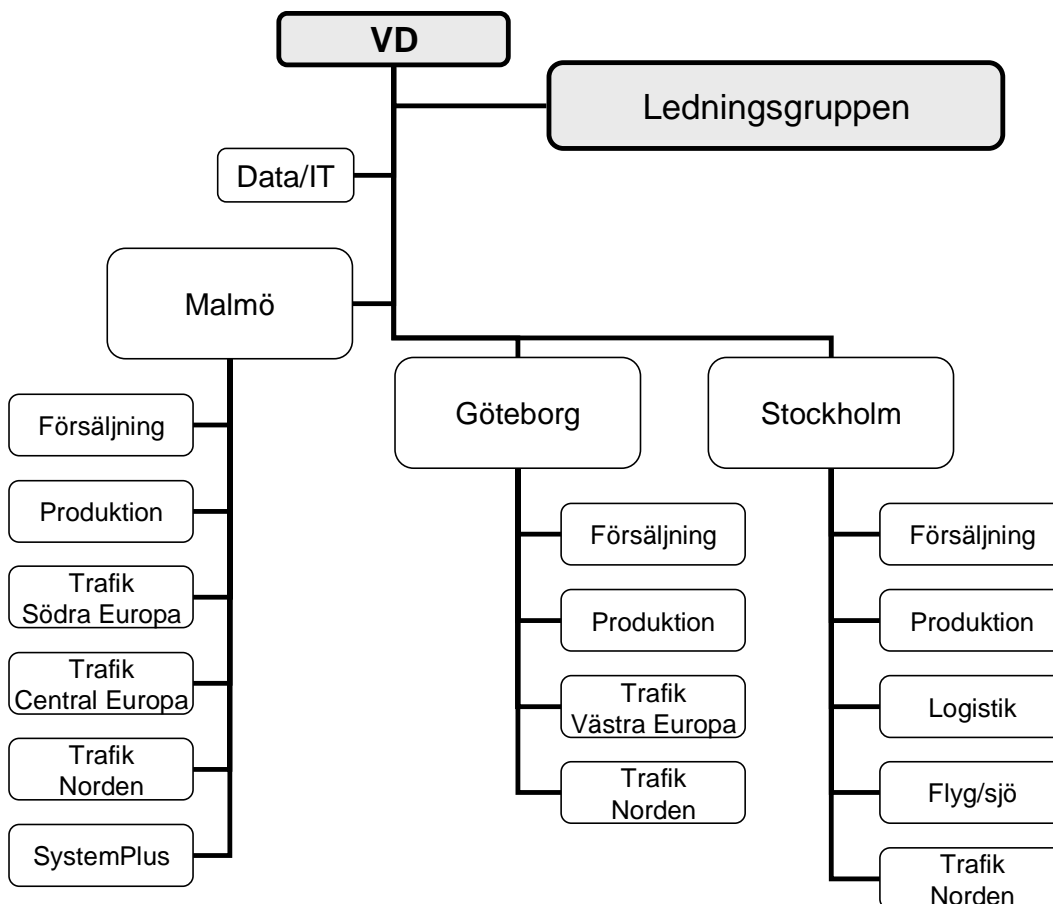 VD
Ledningsgruppen
Data/IT
Malmö
Försäljning
Produktion
Trafik
Södra Europa
Trafik
Central Europa
Trafik
Norden
SystemPlus
Göteborg
Försäljning
Produktion
Trafik
Västra Europa
Trafik
Norden
Stockholm
Försäljning
Produktion
Logistik
Flyg/sjö
Trafik
Norden